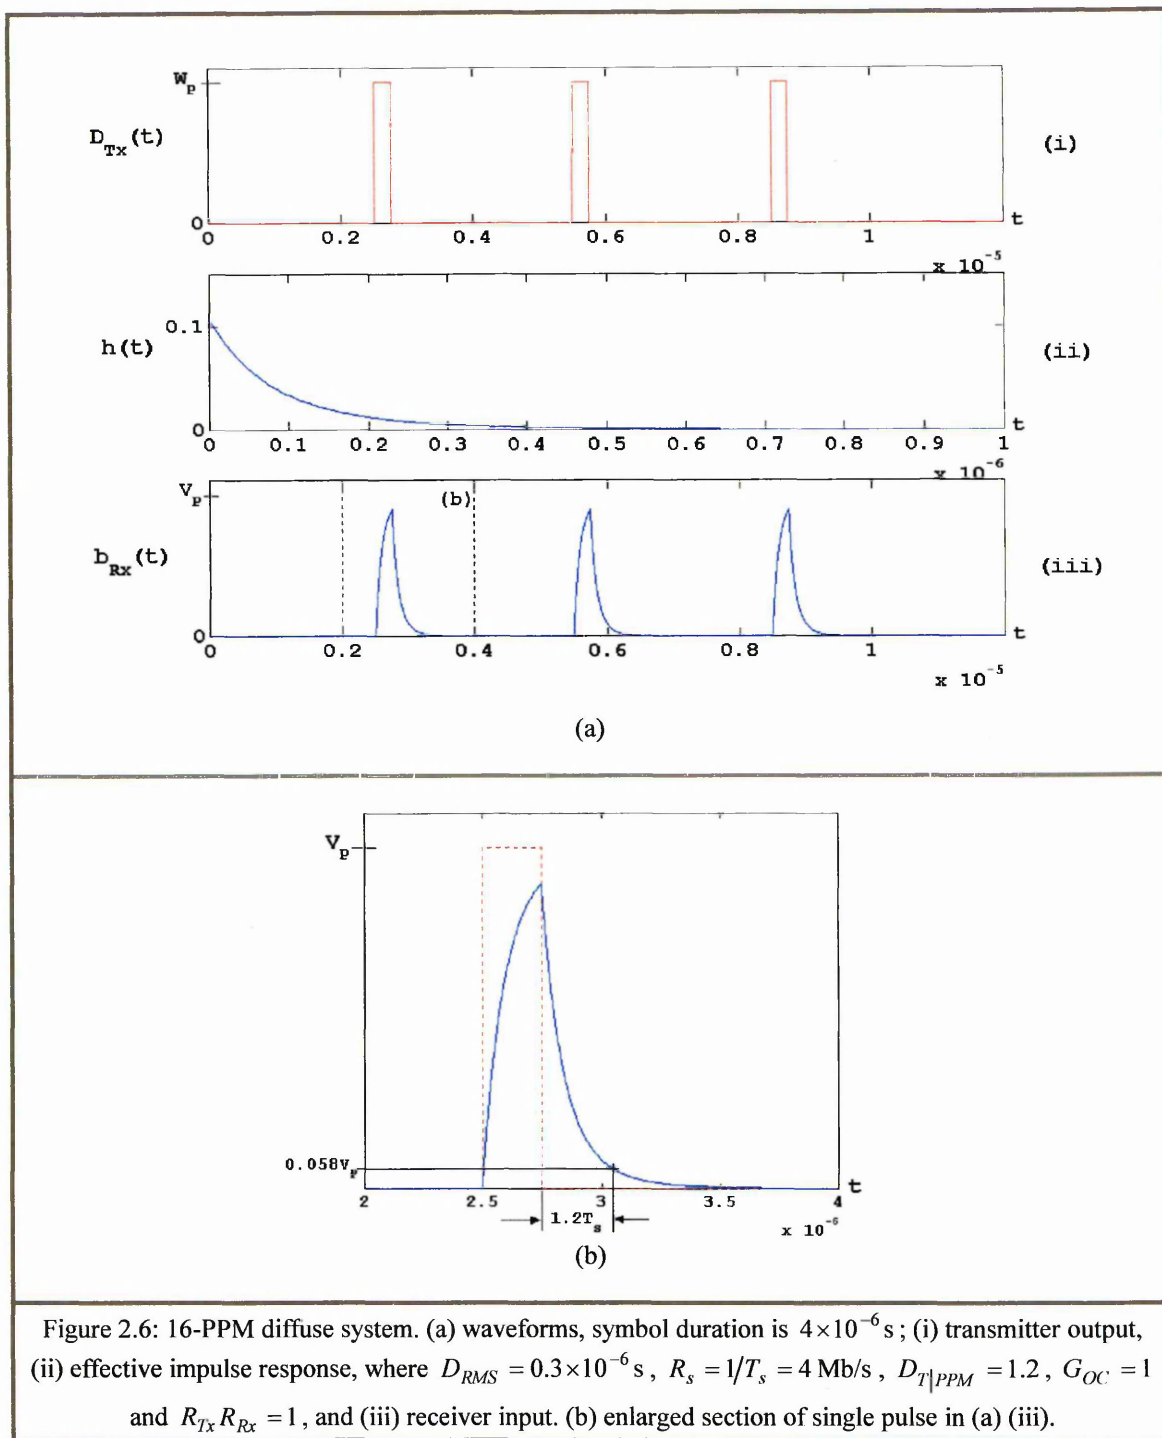 W_p
D_Tx(t)
(i)
0
t
0 0.2 0.4 0.6 0.8 1
x 10^-5
0.1
h(t)
(ii)
0
t
0 0.1 0.2 0.3 0.4 0.5 0.6 0.7 0.8 0.9 1
x 10^-6
V_p
(b)
b_Rx(t)
(iii)
0
t
0 0.2 0.4 0.6 0.8 1
x 10^-5
(a)
V_p
0.058V_p
t
2 2.5 3 3.5 4
1.2T_s
x 10^-6
(b)
Figure 2.6: 16-PPM diffuse system. (a) waveforms, symbol duration is 4×10^-6 s; (i) transmitter output,
(ii) effective impulse response, where D_RMS = 0.3×10^-6 s, R_s = 1/T_s = 4 Mb/s, D_T|PPM = 1.2, G_OC = 1
and R_Tx R_Rx = 1, and (iii) receiver input. (b) enlarged section of single pulse in (a) (iii).